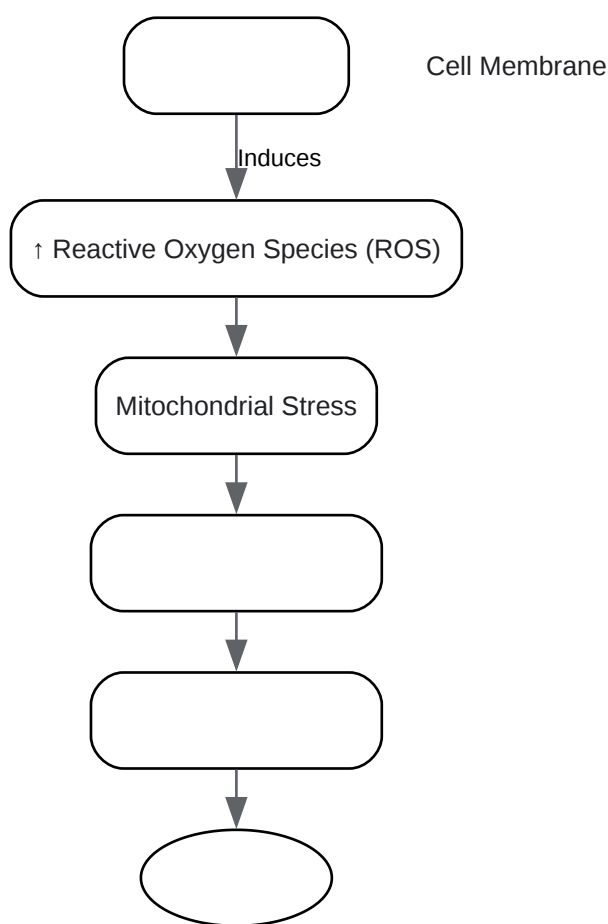 Cell Membrane
Induces
↑ Reactive Oxygen Species (ROS)
Mitochondrial Stress